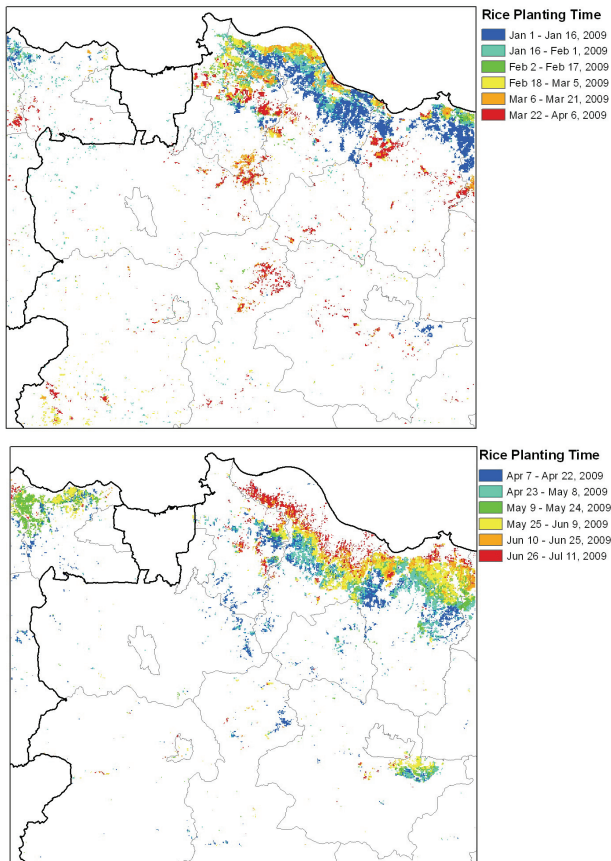 Rice Planting Time
Jan 1 - Jan 16, 2009
Jan 16 - Feb 1, 2009
Feb 2 - Feb 17, 2009
Feb 18 - Mar 5, 2009
Mar 6 - Mar 21, 2009
Mar 22 - Apr 6, 2009
Rice Planting Time
Apr 7 - Apr 22, 2009
Apr 23 - May 8, 2009
May 9 - May 24, 2009
May 25 - Jun 9, 2009
Jun 10 - Jun 25, 2009
Jun 26 - Jul 11, 2009